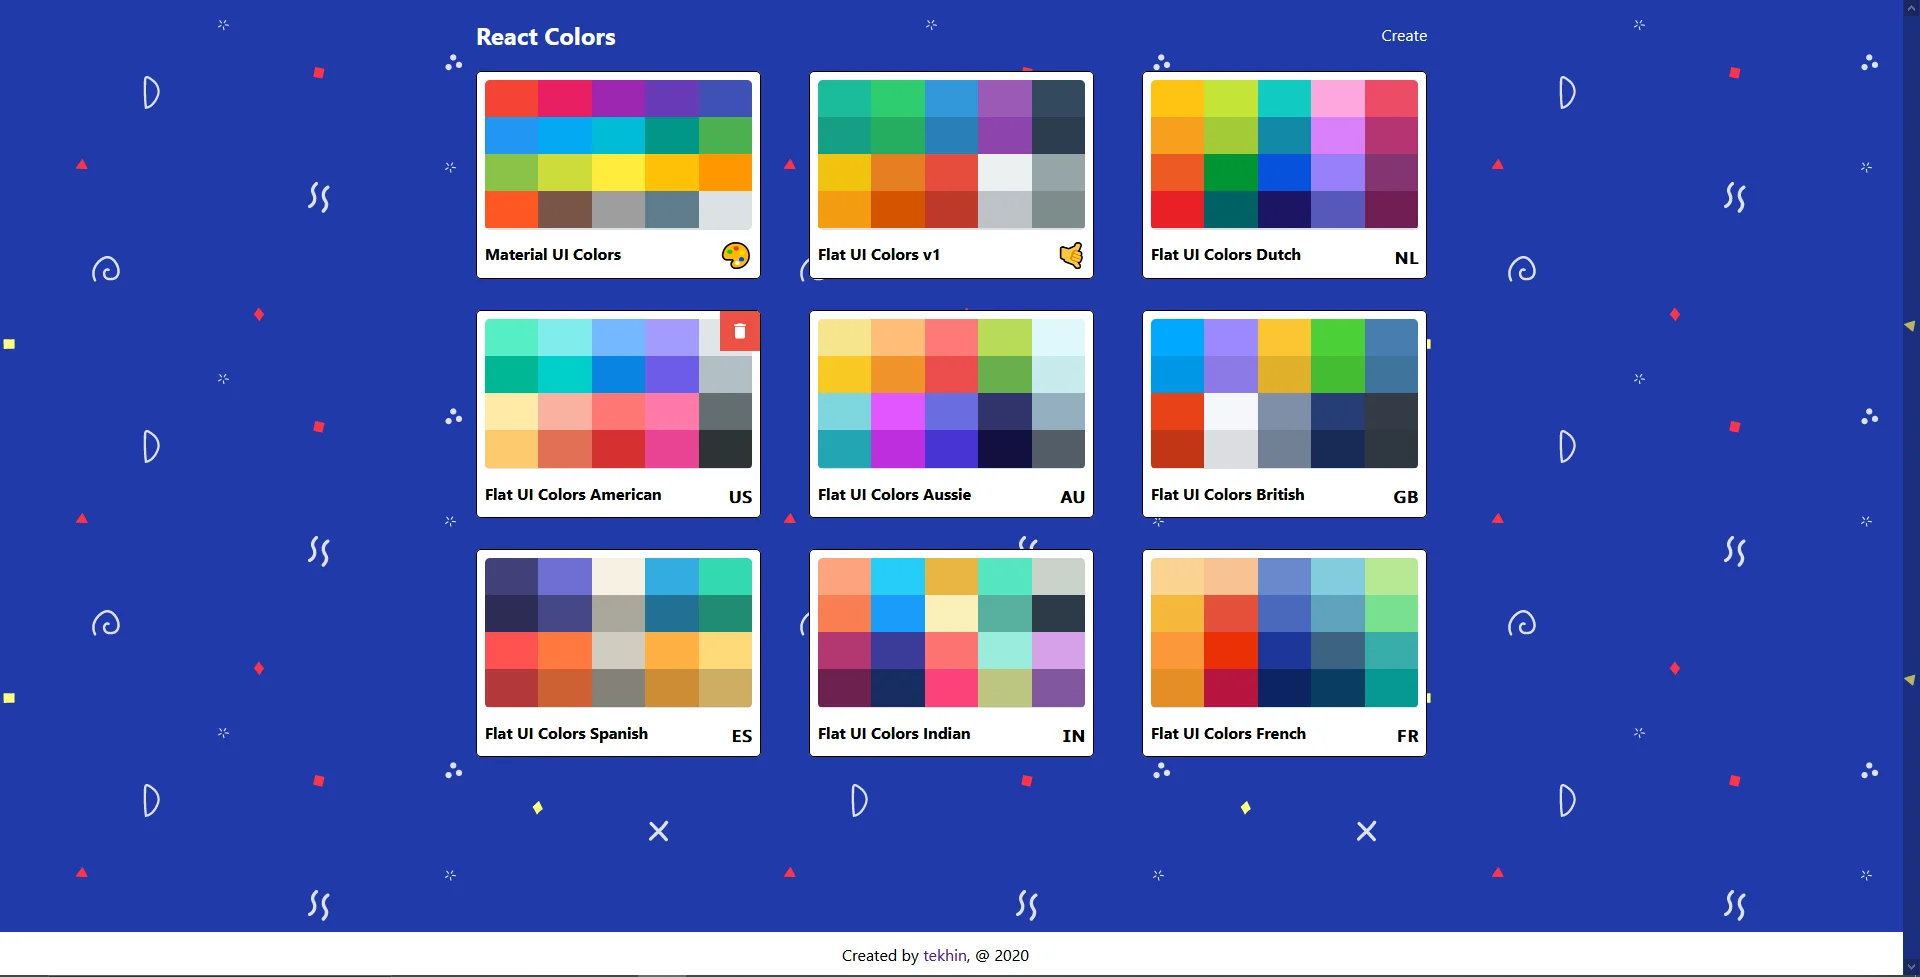 React Colors
Create
Material UI Colors
Flat UI Colors v1
Flat UI Colors Dutch
NL
Flat UI Colors American
US
Flat UI Colors Aussie
AU
Flat UI Colors British
GB
Flat UI Colors Spanish
ES
Flat UI Colors Indian
IN
Flat UI Colors French
FR
Created by tekhin, @ 2020